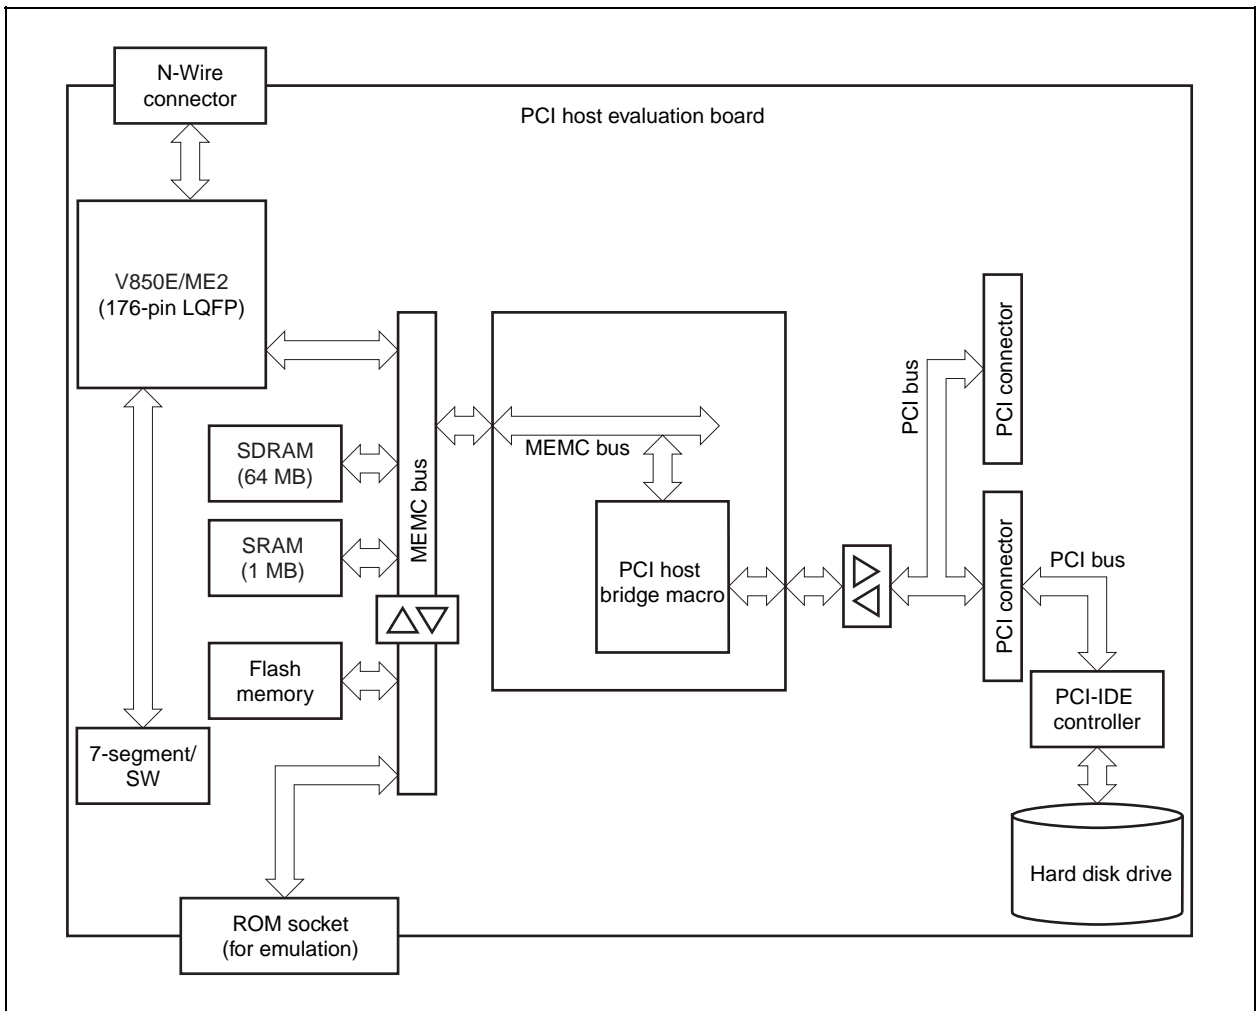 N-Wire
connector
PCI host evaluation board
V850E/ME2
(176-pin LQFP)
SDRAM
(64 MB)
SRAM
(1 MB)
Flash
memory
7-segment/
SW
ROM socket
(for emulation)
MEMC bus
MEMC bus
PCI host
bridge macro
PCI bus
PCI connector
PCI connector
PCI bus
PCI-IDE
controller
Hard disk drive